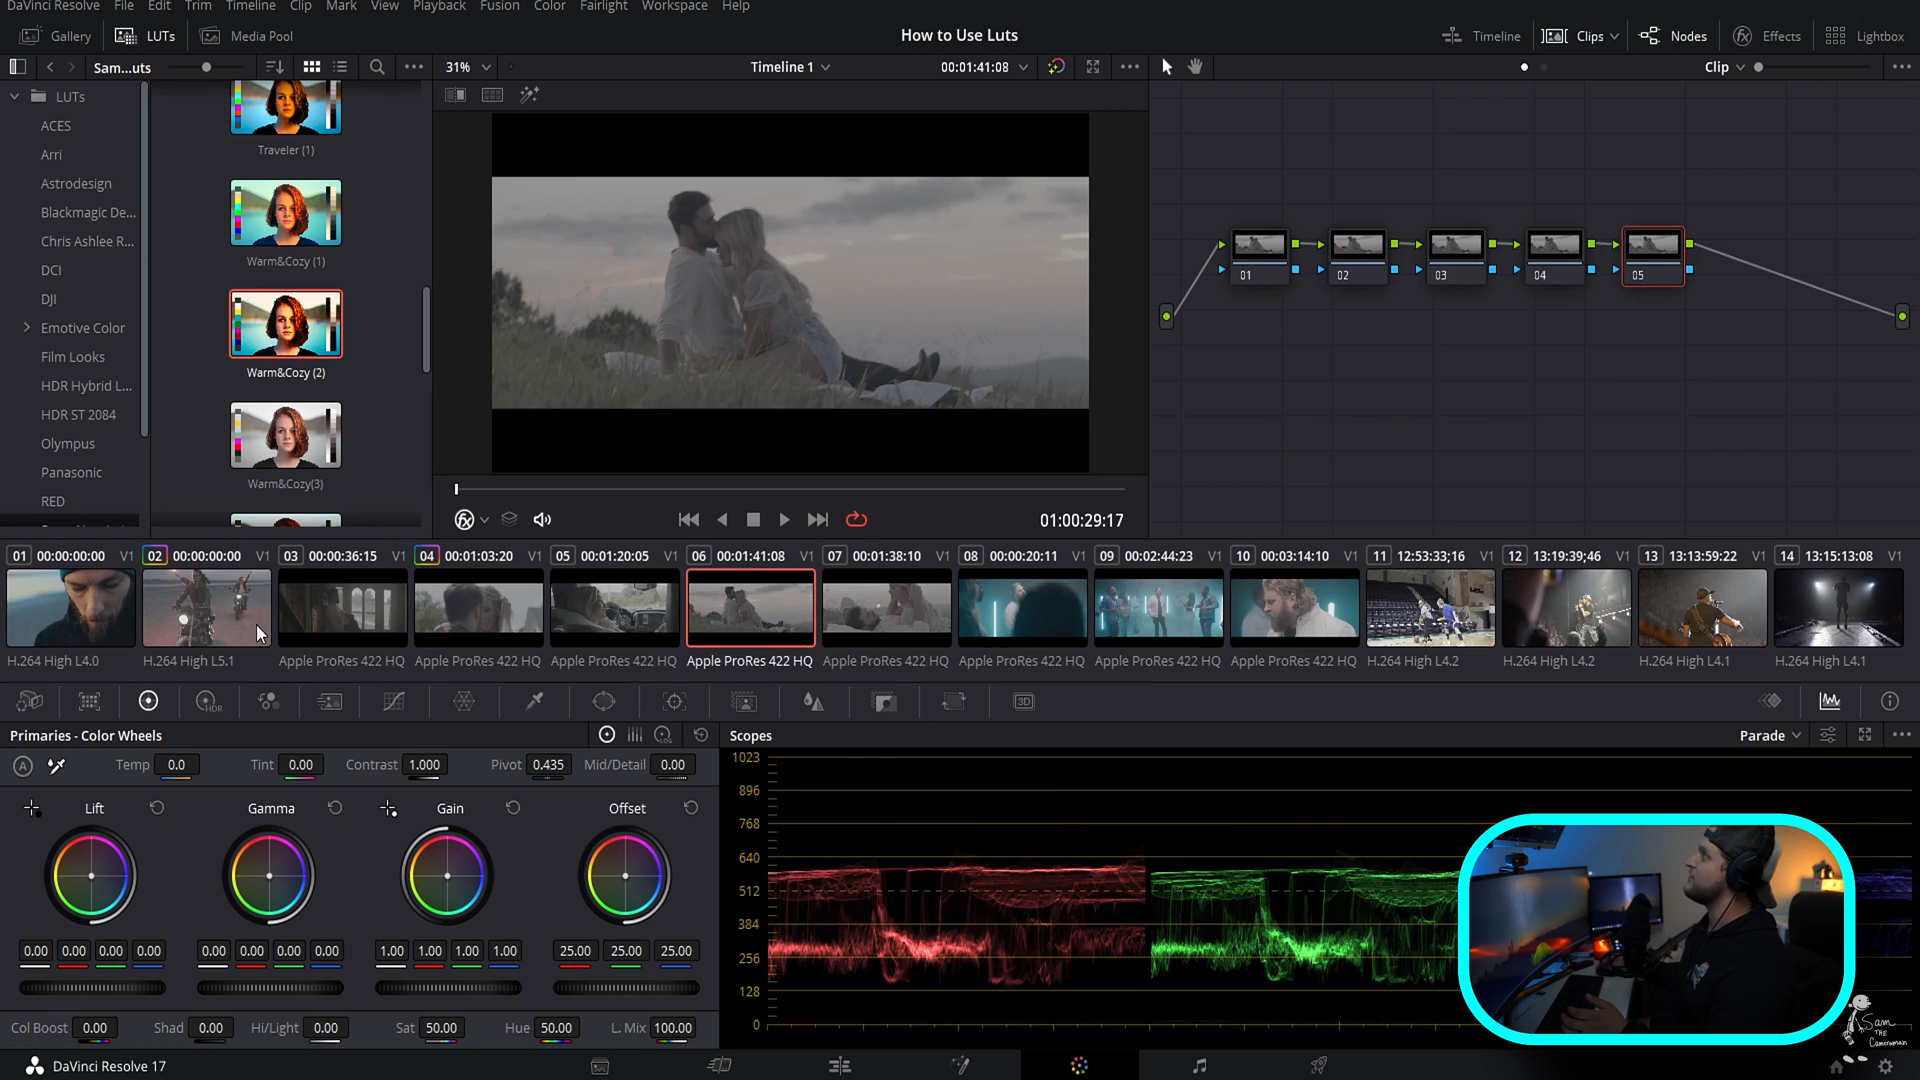 DaVinci Resolve File Edit Trim Timeline Clip Mark View Playback Fusion Color Fairlight Workspace Help
Gallery LUTs Media Pool How to Use Luts Timeline Clips Nodes Effects Lightbox
Sam...uts 31% Timeline 1 00:01:41:08 Clip
LUTs
ACES
Arri
Astrodesign
Blackmagic De...
Chris Ashlee R...
DCI
DJI
Emotive Color
Film Looks
HDR Hybrid L...
HDR ST 2084
Olympus
Panasonic
RED
Traveler (1)
Warm&Cozy (1)
Warm&Cozy (2)
Warm&Cozy(3)
01 02 03 04 05
01:00:29:17
01 00:00:00:00 V1 02 00:00:00:00 V1 03 00:00:36:15 V1 04 00:01:03:20 V1 05 00:01:20:05 V1 06 00:01:41:08 V1 07 00:01:38:10 V1 08 00:00:20:11 V1 09 00:02:44:23 V1 10 00:03:14:10 V1 11 12:53:33;16 V1 12 13:19:39;46 V1 13 13:13:59:22 V1 14 13:15:13:08 V1
H.264 High L4.0 H.264 High L5.1 Apple ProRes 422 HQ Apple ProRes 422 HQ Apple ProRes 422 HQ Apple ProRes 422 HQ Apple ProRes 422 HQ Apple ProRes 422 HQ Apple ProRes 422 HQ Apple ProRes 422 HQ H.264 High L4.2 H.264 High L4.2 H.264 High L4.1 H.264 High L4.1
HDR 3D
Primaries - Color Wheels LOG
A Temp 0.0 Tint 0.00 Contrast 1.000 Pivot 0.435 Mid/Detail 0.00
Lift Gamma Gain Offset
0.00 0.00 0.00 0.00 0.00 0.00 0.00 0.00 1.00 1.00 1.00 1.00 25.00 25.00 25.00
Col Boost 0.00 Shad 0.00 Hi/Light 0.00 Sat 50.00 Hue 50.00 L. Mix 100.00
Scopes Parade
1023
896
768
640
512
384
256
128
0
Sam
THE
Cameraman
DaVinci Resolve 17